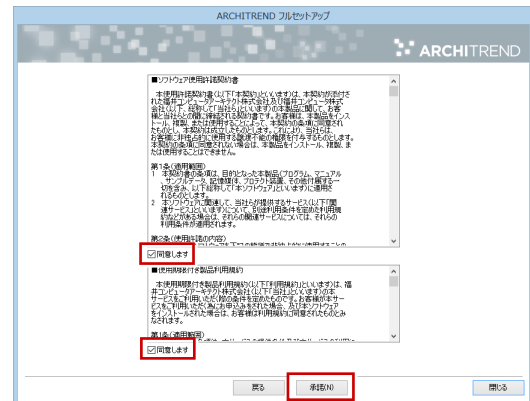 ARCHITREND フルセットアップ
ARCHITREND
■ソフトウェア使用許諾契約書
本使用許諾契約書(以下「本契約」といいます)は、本契約が添付さ
れた福井コンピュータアーキテクト株式会社及び福井コンピュータ株式
会社(以下、総称して「当社ら」といいます)の本製品に関して、お客
様と当社らとの間に締結される契約書です。お客様は、本製品をインス
トール、複製、または使用することによって、本契約の条項に同意され
たものとし、本契約は成立したものとします。これにより、当社らは、
お客様に非独占的に使用する譲渡不能の権限を付与するものとします。
本契約の条項に同意されない場合は、本製品をインストール、複製、ま
たは使用することはできません。
第1条(適用範囲)
1 本契約書の条項は、目的となった本製品(プログラム、マニュアル
、サンプルデータ、記憶媒体、プロテクト装置、その他付属する一
切を含み、以下総称して「本ソフトウェア」といいます)に適用さ
れるものとします。
2 本ソフトウェアに関連して、当社らが提供するサービス(以下「関
連サービス」といいます)について、別途利用条件を定めた利用規
約などがある場合は、それらの関連サービスについては、それらの
利用条件が適用されます。
第2条(使用許諾の内容)
同意します
■使用期限付き製品利用規約
本使用期限付き製品利用規約(以下「利用規約」といいます)は、福
井コンピュータアーキテクト株式会社(以下「当社」といいます)の本
サービスをご利用いただく際の条件を定めたものです。お客様が本サー
ビスをご利用いただく為にお申込みをされた場合、及び本ソフトウェア
をインストールされた場合は、お客様は利用規約に同意されたものとみ
なされます。
第1条(適用範囲)
同意します
戻る 承諾(N) 閉じる